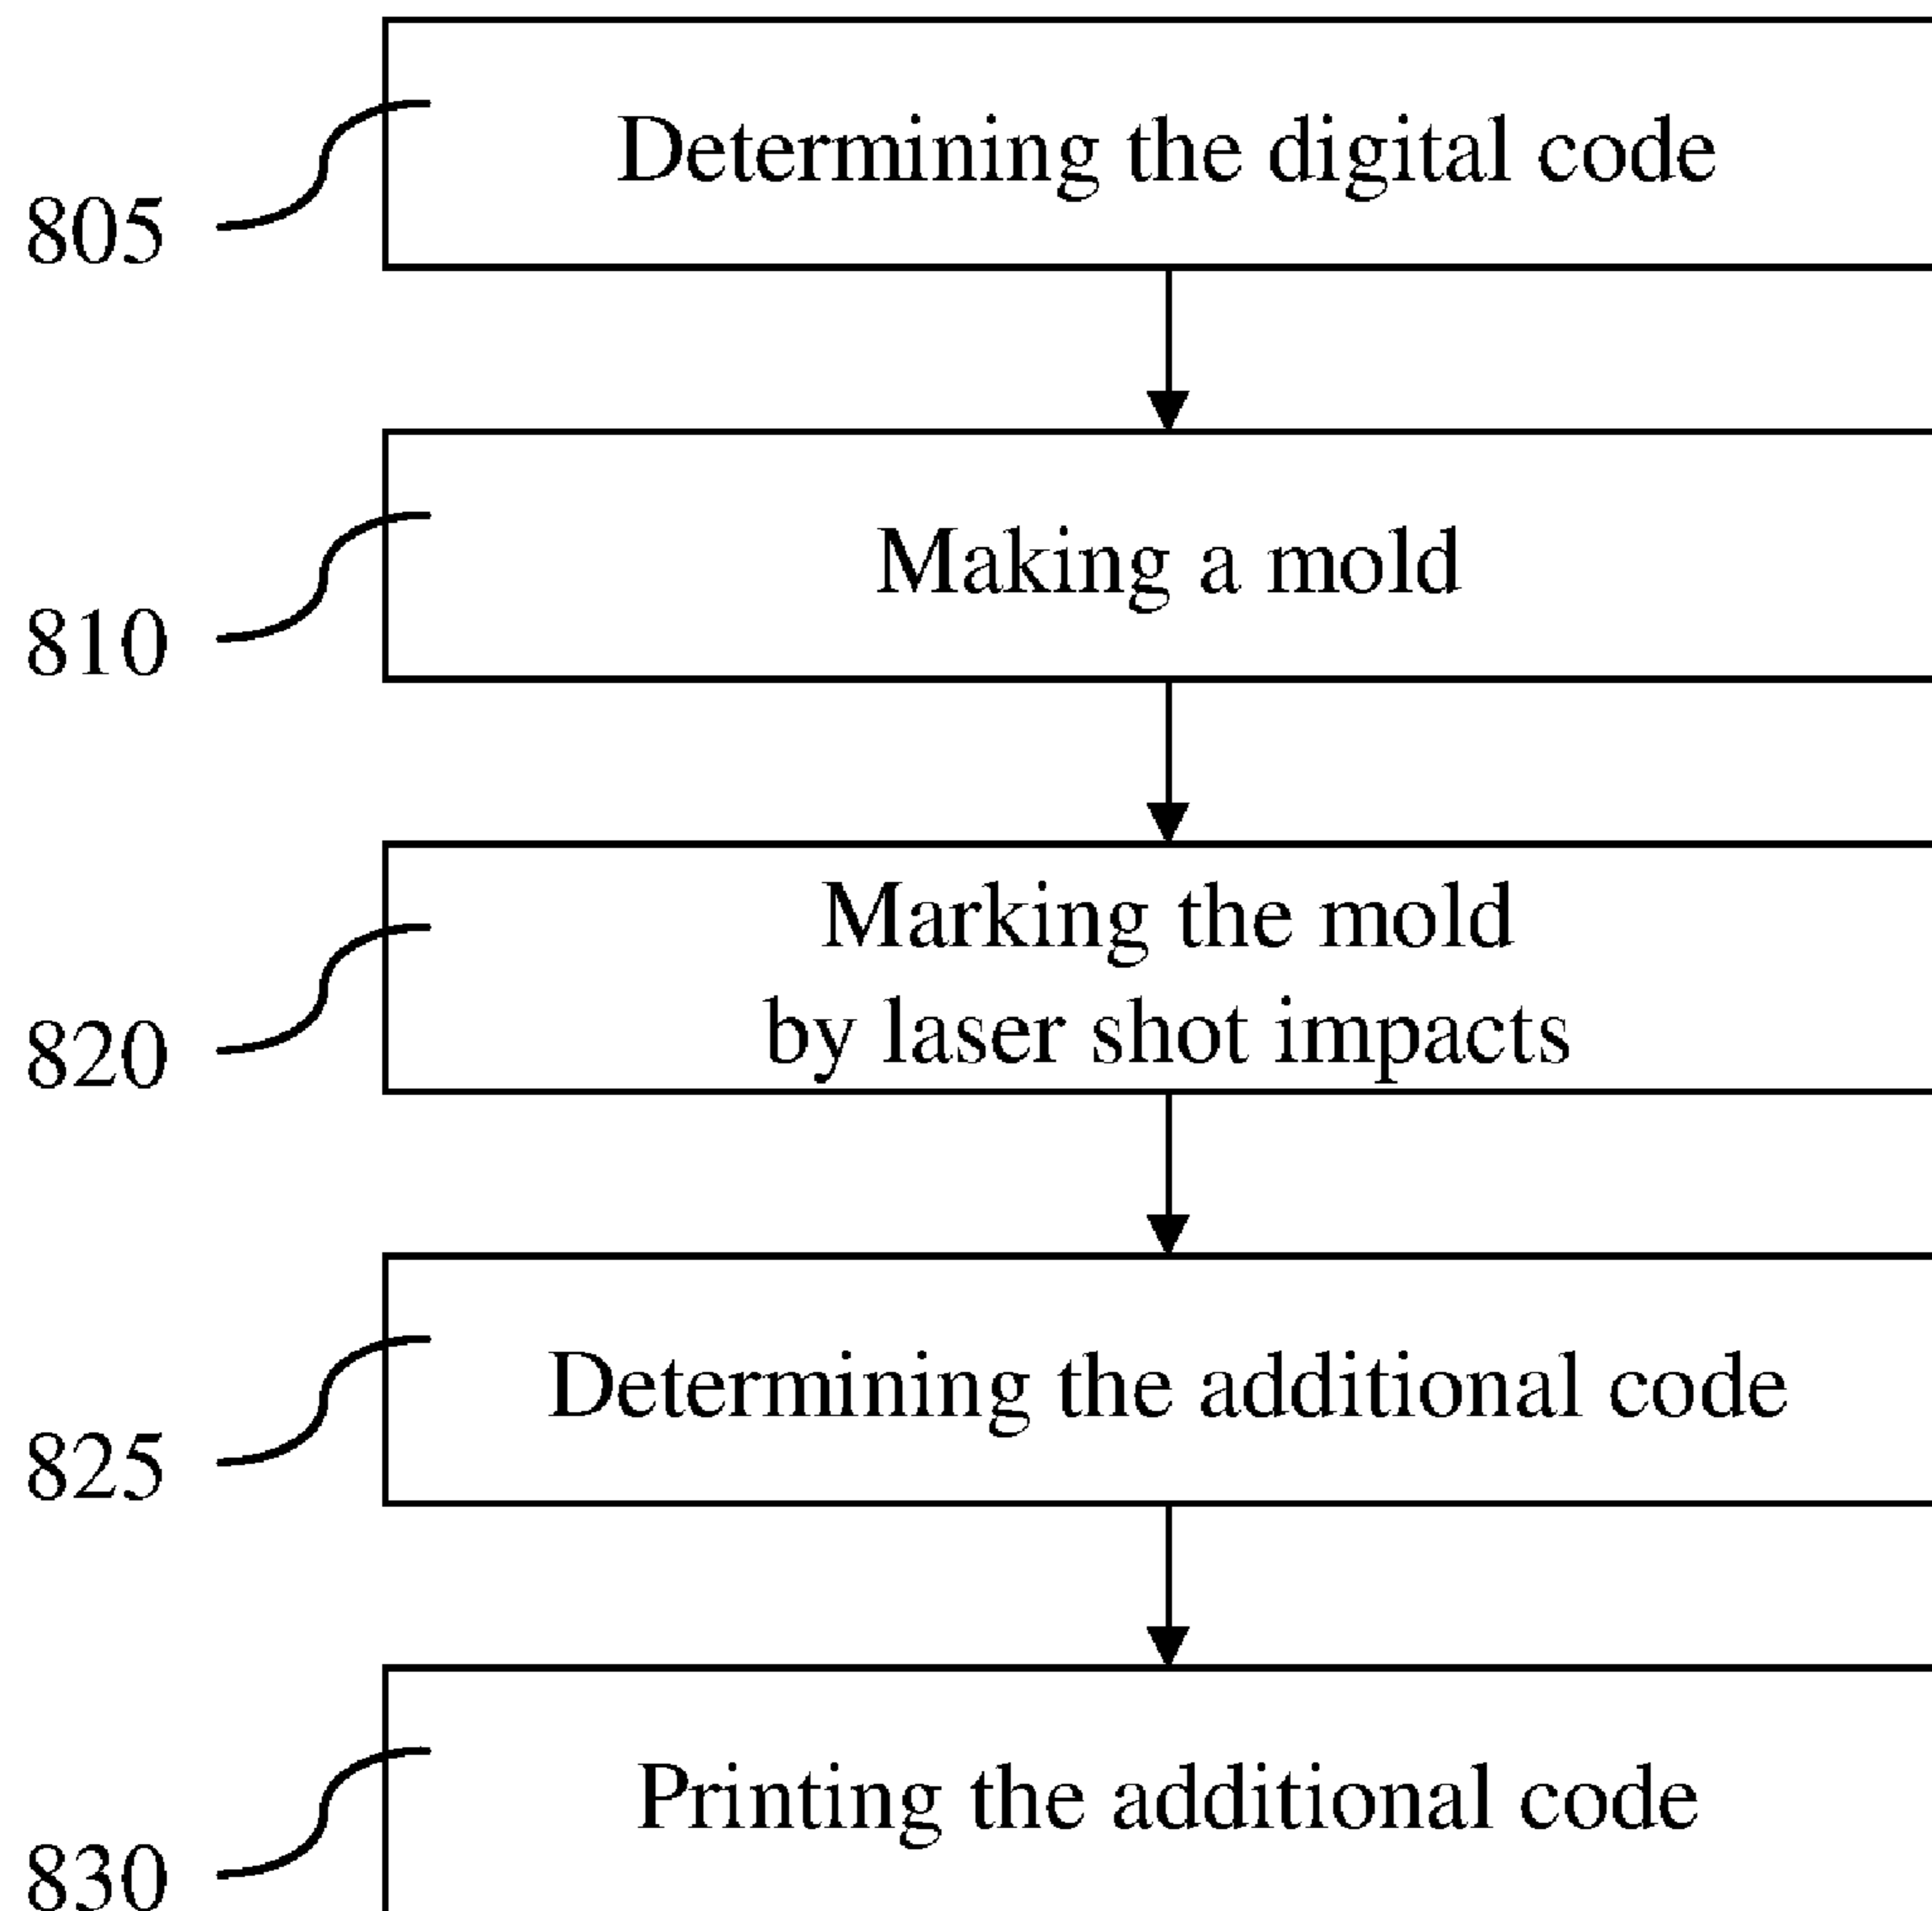 Determining the digital code
805
Making a mold
810
Marking the mold
by laser shot impacts
820
Determining the additional code
825
Printing the additional code
830